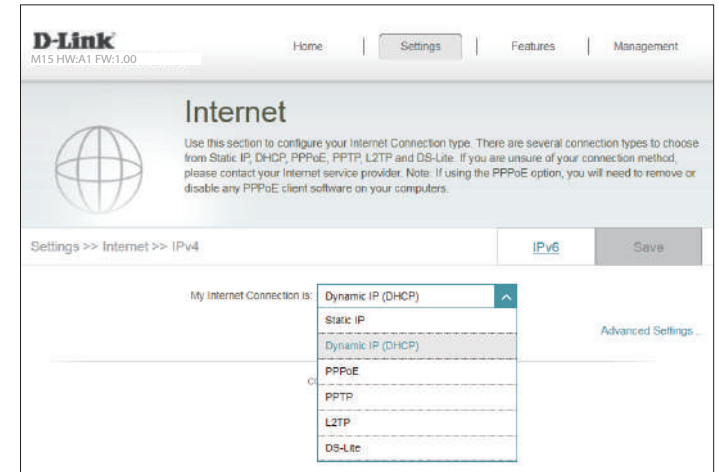 D-Link
M15 HW:A1 FW:1.00
Home | Settings | Features | Management
Internet
Use this section to configure your Internet Connection type. There are several connection types to choose
from Static IP, DHCP, PPPoE, PPTP, L2TP and DS-Lite. If you are unsure of your connection method,
please contact your Internet service provider. Note: If using the PPPoE option, you will need to remove or
disable any PPPoE client software on your computers.
Settings >> Internet >> IPv4
IPv6
Save
My Internet Connection is: Dynamic IP (DHCP)
Static IP
Advanced Settings...
Dynamic IP (DHCP)
PPPoE
PPTP
L2TP
DS-Lite